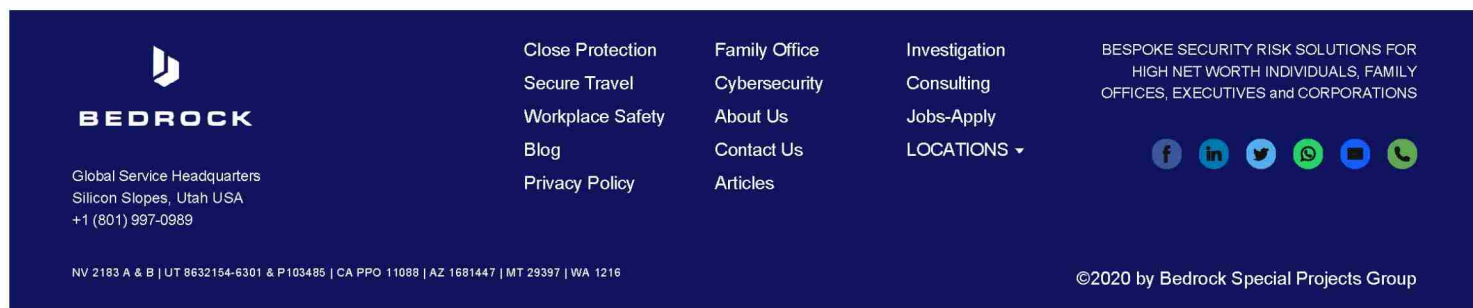 BEDROCK
Global Service Headquarters
Silicon Slopes, Utah USA
+1 (801) 997-0989
Close Protection
Secure Travel
Workplace Safety
Blog
Privacy Policy
Family Office
Cybersecurity
About Us
Contact Us
Articles
Investigation
Consulting
Jobs-Apply
LOCATIONS
BESPOKE SECURITY RISK SOLUTIONS FOR
HIGH NET WORTH INDIVIDUALS, FAMILY
OFFICES, EXECUTIVES and CORPORATIONS
NV 2183 A & B | UT 8632154-6301 & P103485 | CA PPO 11088 | AZ 1681447 | MT 29397 | WA 1216
©2020 by Bedrock Special Projects Group